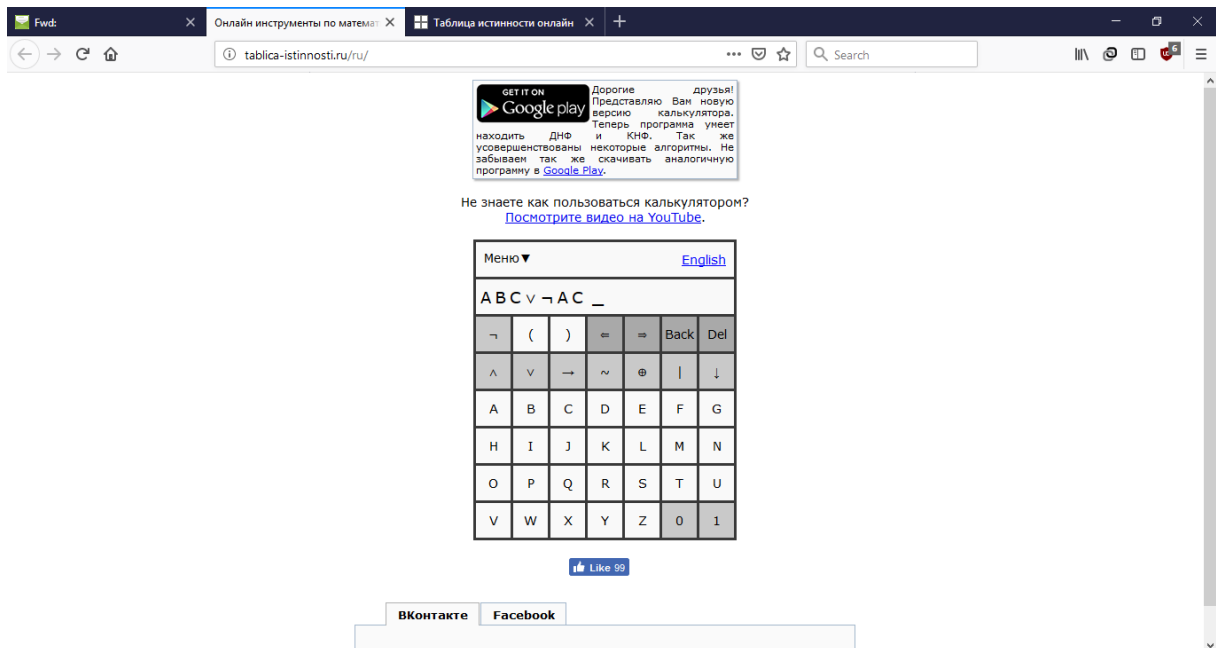 Fwd:
Онлайн инструменты по математ
Таблица истинности онлайн
tablica-istinnosti.ru/ru/
Search
6
GET IT ON
Google play
Дорогие друзья!
Представляю Вам новую
версию калькулятора.
Теперь программа умеет
находить ДНФ и КНФ. Так же
усовершенствованы некоторые алгоритмы. Не
забываем так же скачивать аналогичную
программу в Google Play.
Не знаете как пользоваться калькулятором?
Посмотрите видео на YouTube.
Меню▼ English
A B C ∨ ¬ A C _
¬ ( ) ⇐ ⇒ Back Del
∧ ∨ → ~ ⊕ | ↓
A B C D E F G
H I J K L M N
O P Q R S T U
V W X Y Z 0 1
Like 99
ВКонтакте Facebook